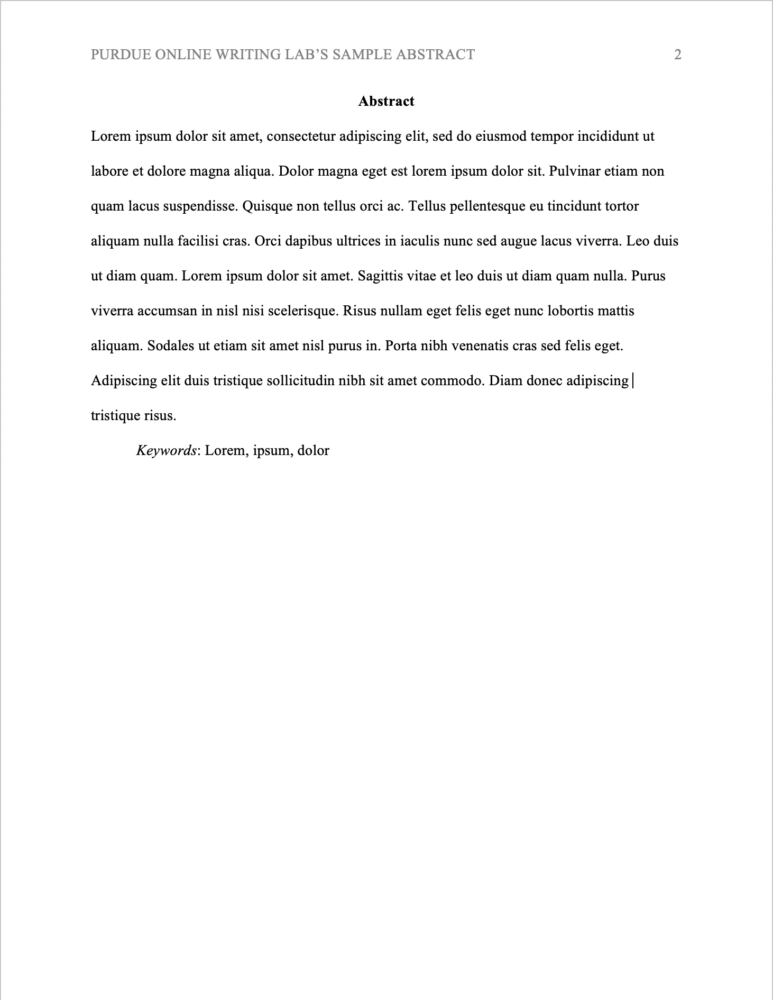 PURDUE ONLINE WRITING LAB’S SAMPLE ABSTRACT 2
Abstract
Lorem ipsum dolor sit amet, consectetur adipiscing elit, sed do eiusmod tempor incididunt ut
labore et dolore magna aliqua. Dolor magna eget est lorem ipsum dolor sit. Pulvinar etiam non
quam lacus suspendisse. Quisque non tellus orci ac. Tellus pellentesque eu tincidunt tortor
aliquam nulla facilisi cras. Orci dapibus ultrices in iaculis nunc sed augue lacus viverra. Leo duis
ut diam quam. Lorem ipsum dolor sit amet. Sagittis vitae et leo duis ut diam quam nulla. Purus
viverra accumsan in nisl nisi scelerisque. Risus nullam eget felis eget nunc lobortis mattis
aliquam. Sodales ut etiam sit amet nisl purus in. Porta nibh venenatis cras sed felis eget.
Adipiscing elit duis tristique sollicitudin nibh sit amet commodo. Diam donec adipiscing
tristique risus.
Keywords: Lorem, ipsum, dolor